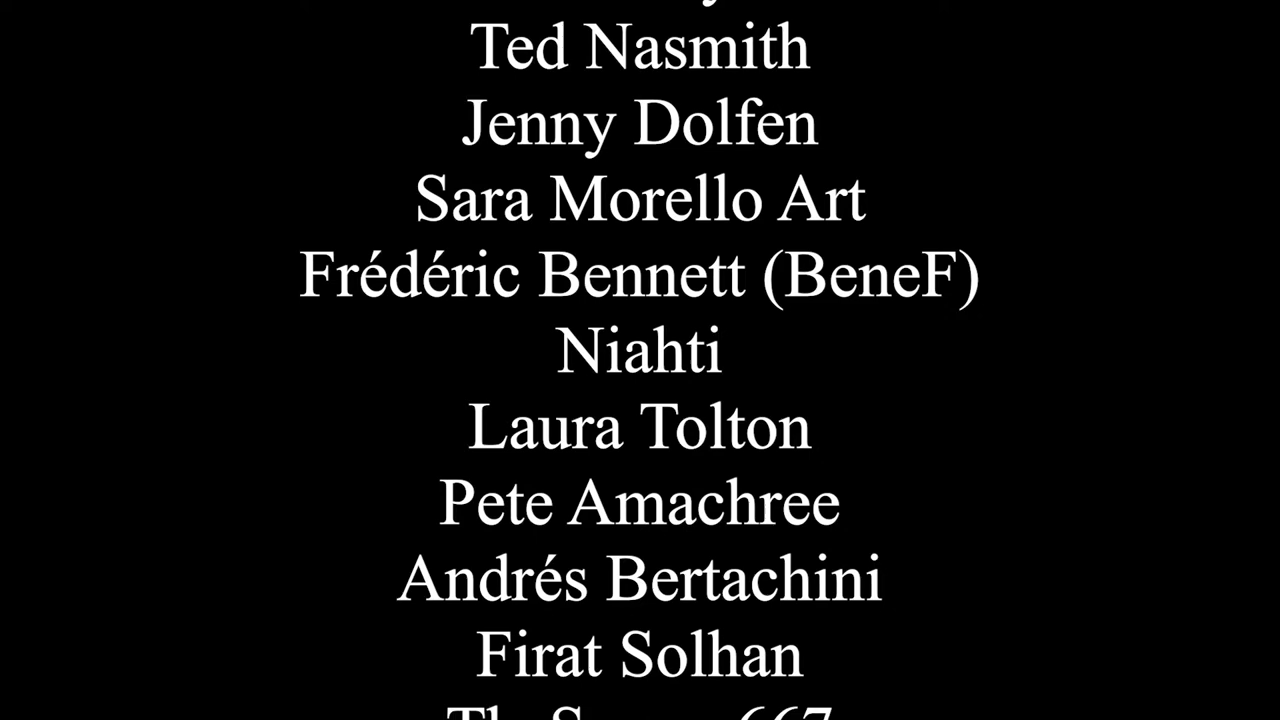 Ted Nasmith
Jenny Dolfen
Sara Morello Art
Frédéric Bennett (BeneF)
Niahti
Laura Tolton
Pete Amachree
Andrés Bertachini
Firat Solhan